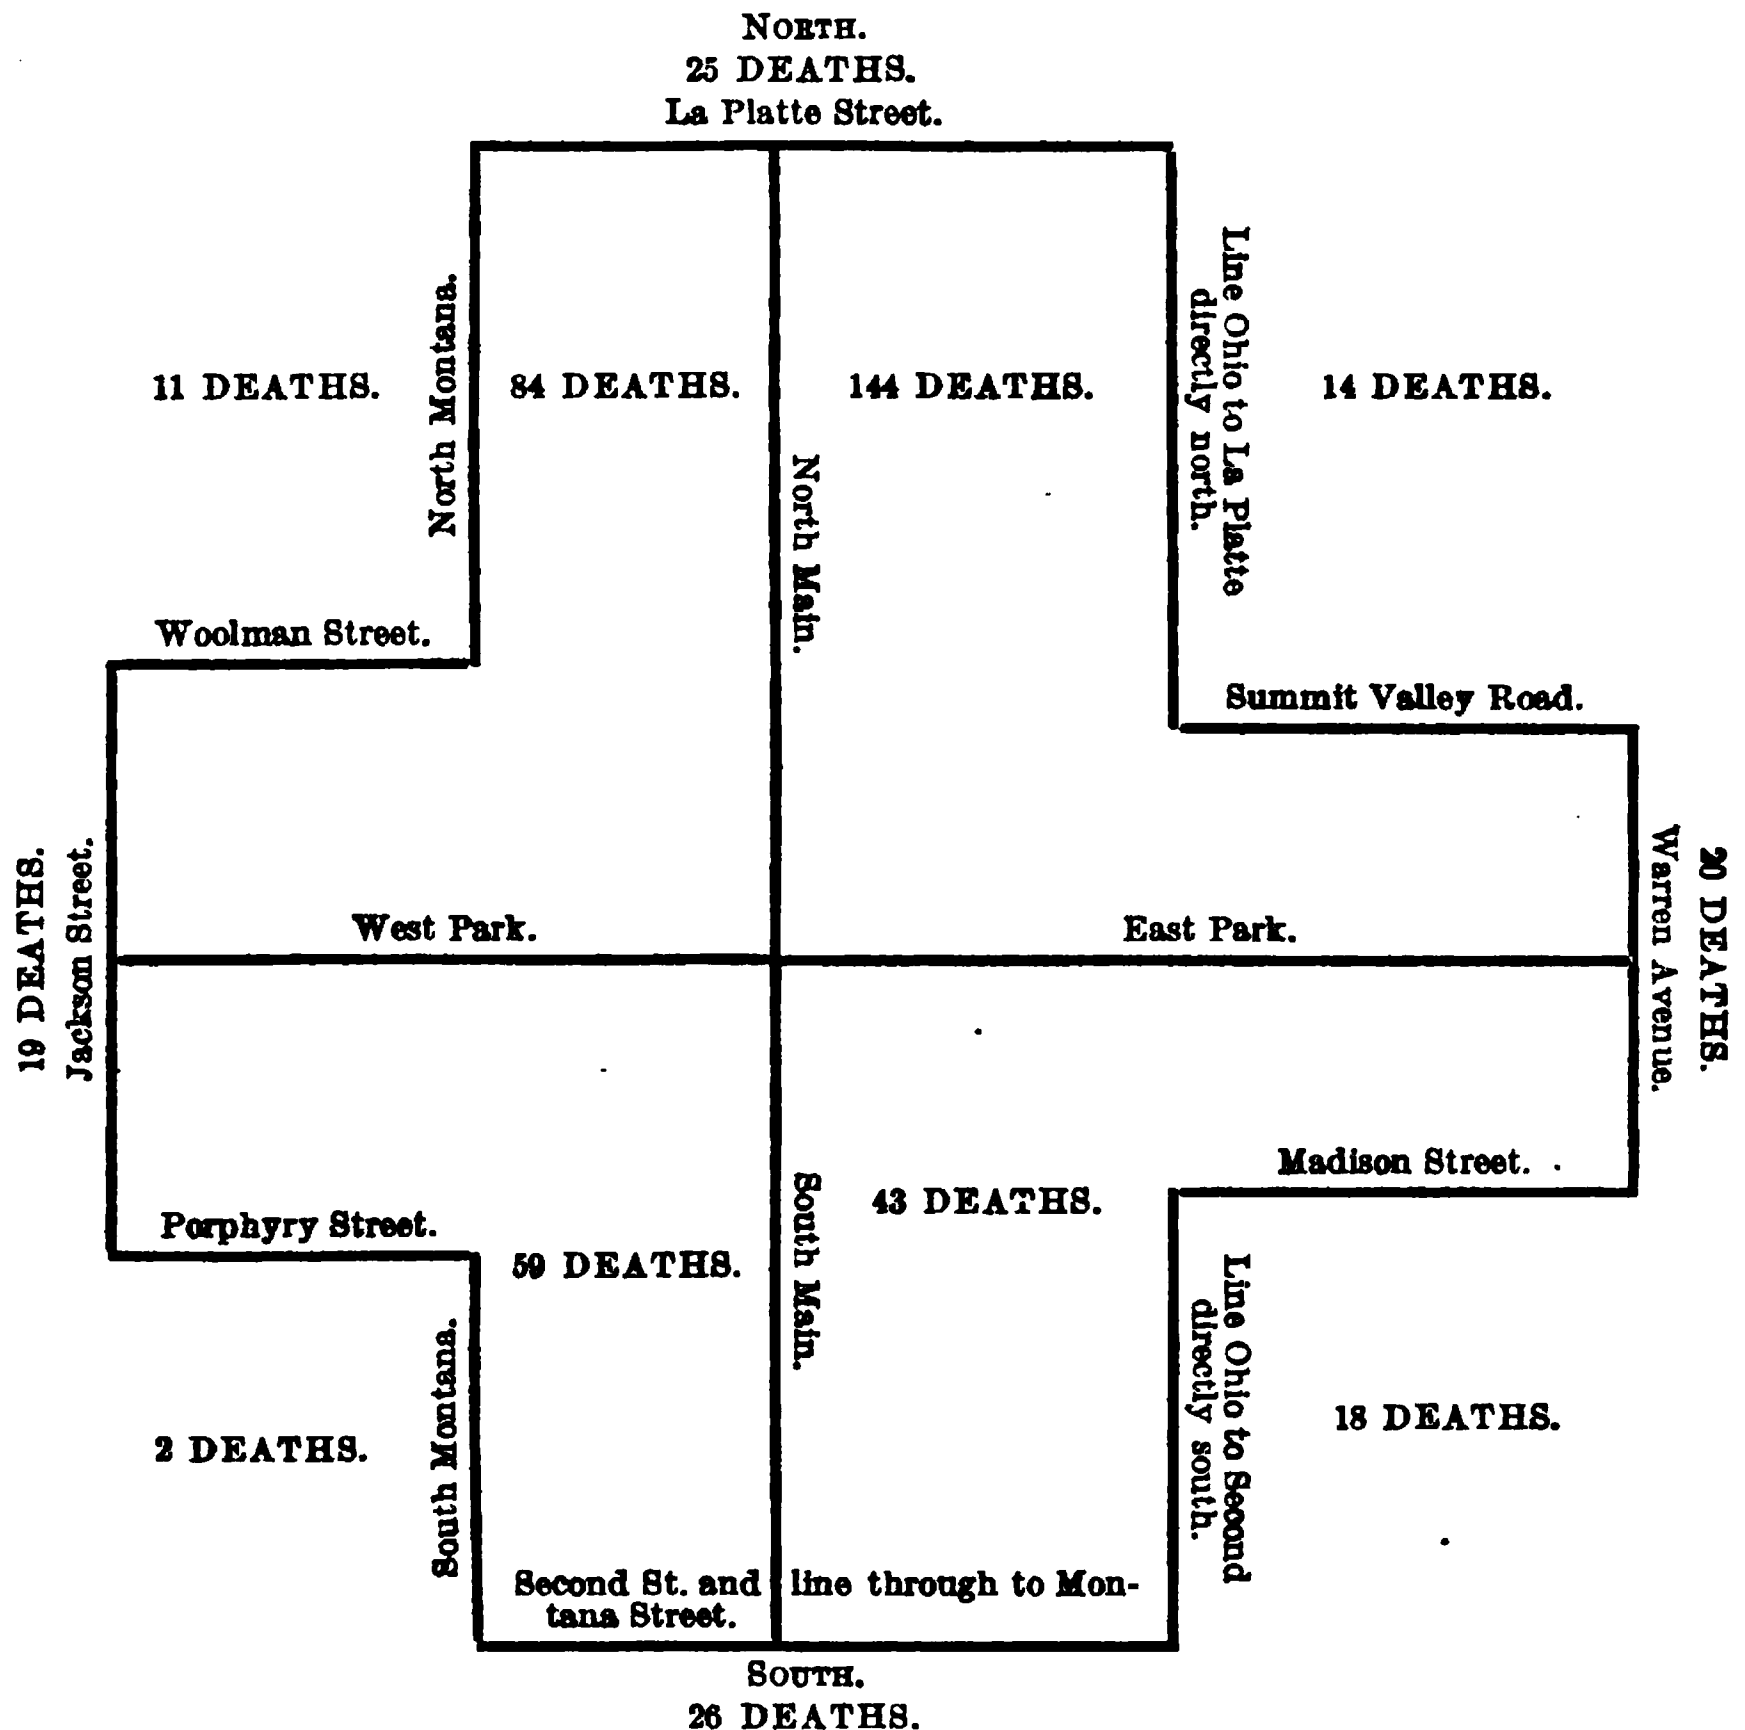 NORTH.
25 DEATHS.
La Platte Street.
Line Ohio to La Platte
directly north.
North Montana.
11 DEATHS.
84 DEATHS.
144 DEATHS.
14 DEATHS.
North Main.
Woolman Street.
Summit Valley Road.
19 DEATHS.
Jackson Street.
West Park.
East Park.
Warren Avenue.
20 DEATHS.
Madison Street.
43 DEATHS.
South Main.
Porphyry Street.
59 DEATHS.
Line Ohio to Second
directly south.
South Montana.
2 DEATHS.
18 DEATHS.
Second St. and line through to Mon-
tana Street.
SOUTH.
26 DEATHS.